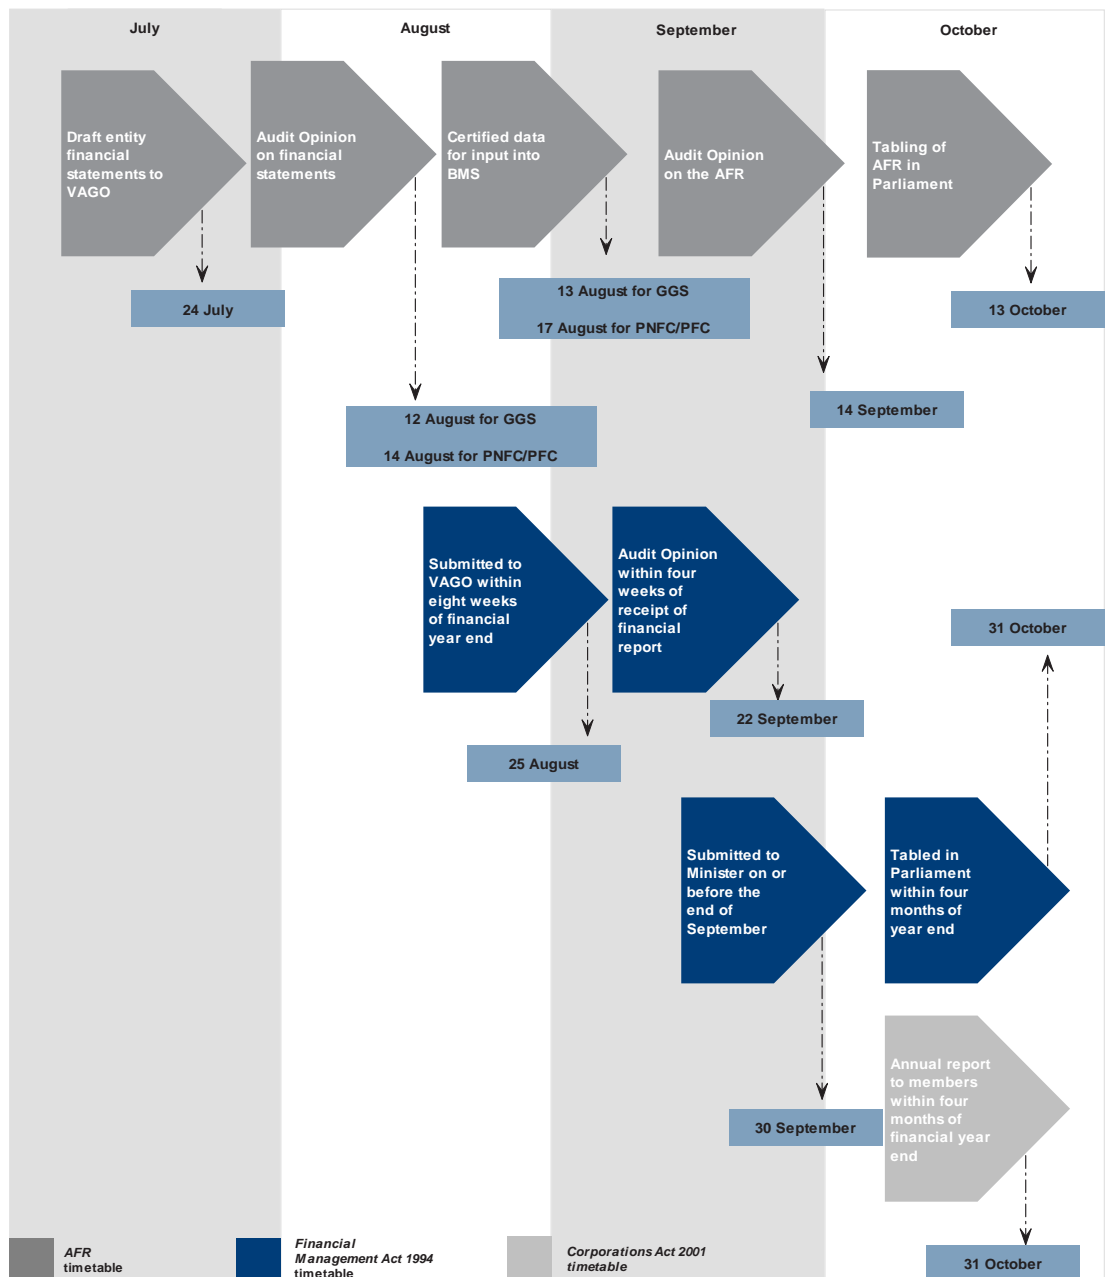 July
August
September
October
Draft entity
financial
statements to
VAGO
Audit Opinion
on financial
statements
Certified data
for input into
BMS
Audit Opinion
on the AFR
Tabling of
AFR in
Parliament
24 July
13 August for GGS
17 August for PNFC/PFC
13 October
12 August for GGS
14 August for PNFC/PFC
14 September
Submitted to
VAGO within
eight weeks
of financial
year end
Audit Opinion
within four
weeks of
receipt of
financial
report
31 October
22 September
25 August
Submitted to
Minister on or
before the
end of
September
Tabled in
Parliament
within four
months of
year end
Annual report
to members
within four
months of
financial year
end
30 September
31 October
AFR
timetable
Financial
Management Act 1994
timetable
Corporations Act 2001
timetable